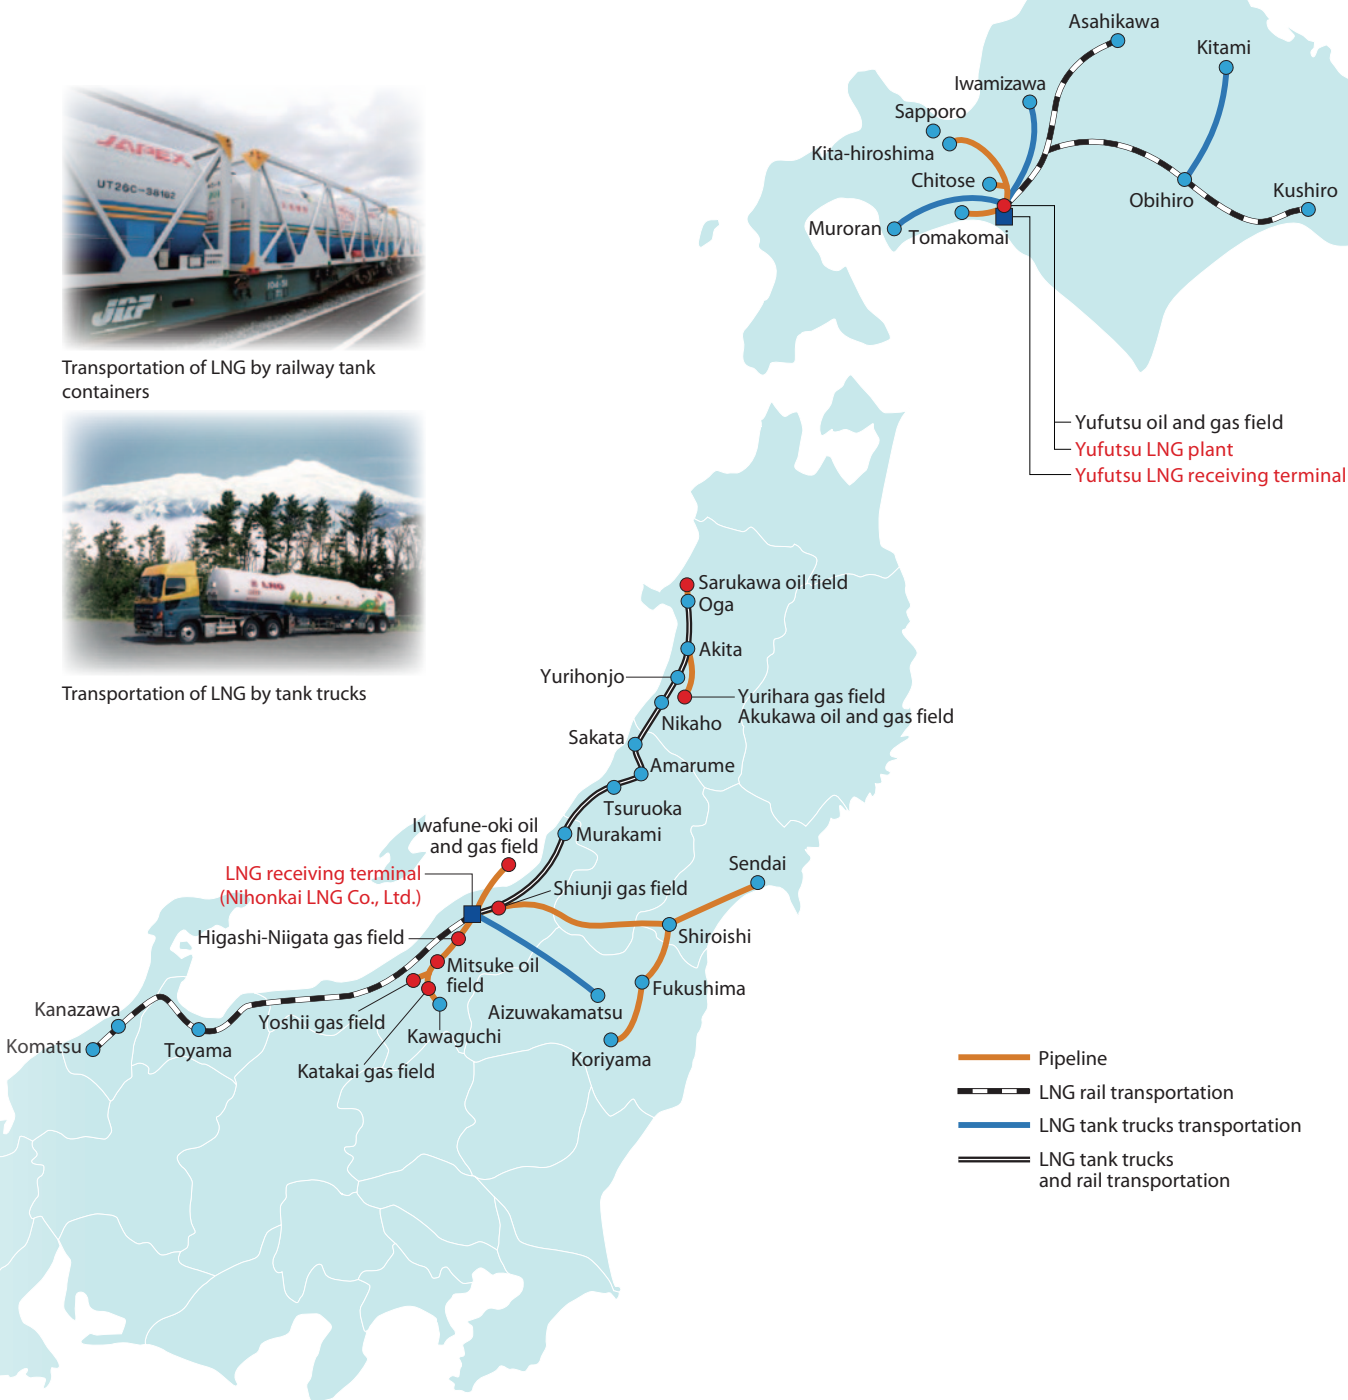 JAPEX
UT26C-38162
JRF
Transportation of LNG by railway tank
containers
LNG
Transportation of LNG by tank trucks
Asahikawa
Kitami
Iwamizawa
Sapporo
Kita-hiroshima
Chitose
Obihiro
Kushiro
Muroran
Tomakomai
Yufutsu oil and gas field
Yufutsu LNG plant
Yufutsu LNG receiving terminal
Sarukawa oil field
Oga
Akita
Yurihonjo
Yurihara gas field
Akukawa oil and gas field
Nikaho
Sakata
Amarume
Tsuruoka
Iwafune-oki oil
and gas field
Murakami
Sendai
LNG receiving terminal
(Nihonkai LNG Co., Ltd.)
Shiunji gas field
Higashi-Niigata gas field
Shiroishi
Mitsuke oil
field
Fukushima
Kanazawa
Yoshii gas field
Aizuwakamatsu
Komatsu
Toyama
Kawaguchi
Koriyama
Katakai gas field
Pipeline
LNG rail transportation
LNG tank trucks transportation
LNG tank trucks
and rail transportation